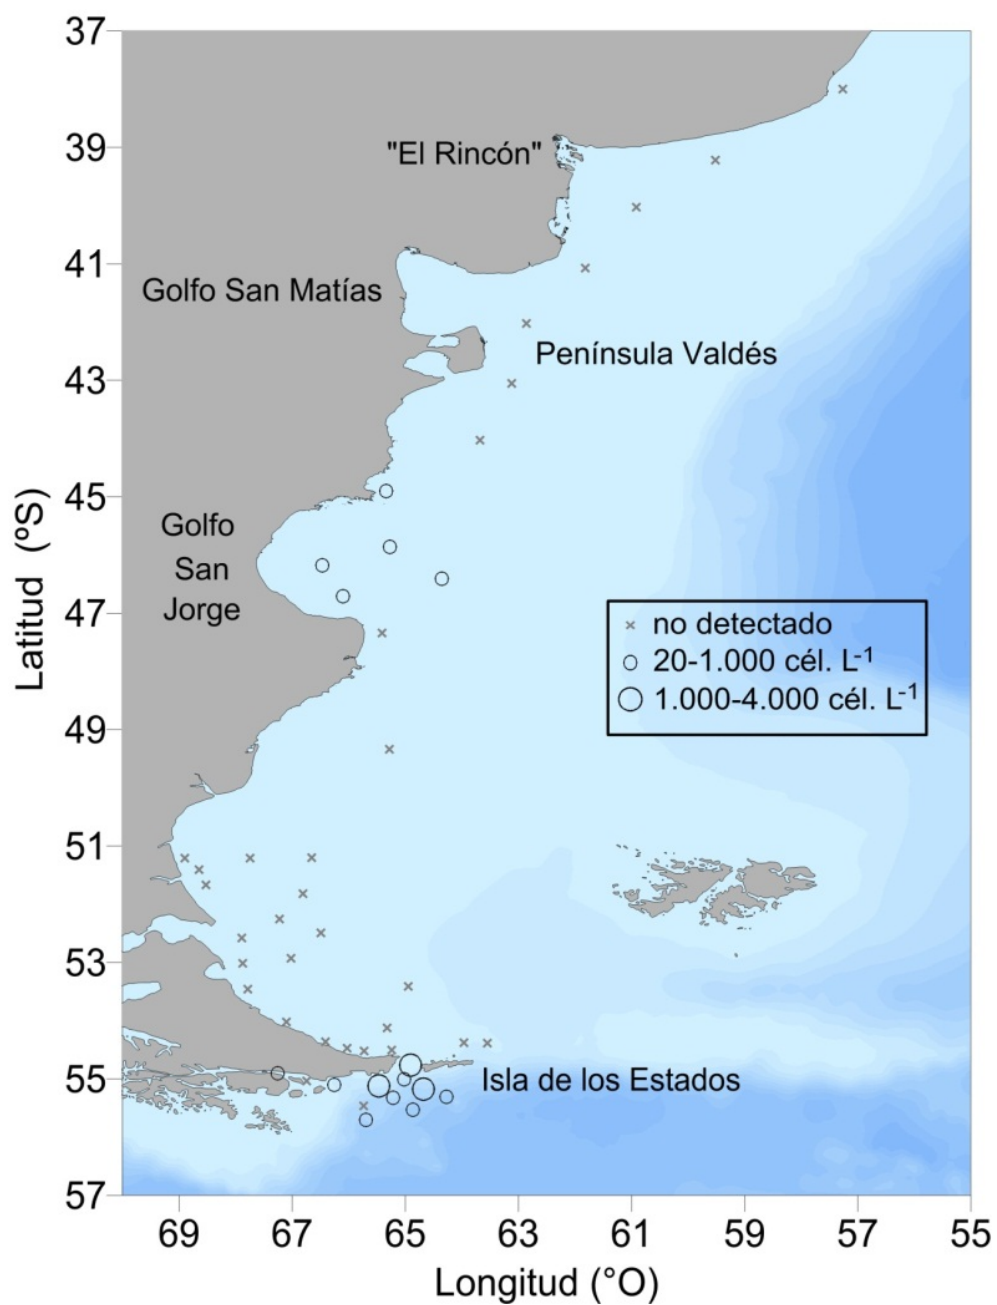 37
39
"El Rincón"
41
Golfo San Matías
Península Valdés
43
45
Golfo
San
Jorge
47
no detectado
20-1.000 cél. L⁻¹
1.000-4.000 cél. L⁻¹
49
51
53
55
Isla de los Estados
57
Latitud (ºS)
69 67 65 63 61 59 57 55
Longitud (°O)